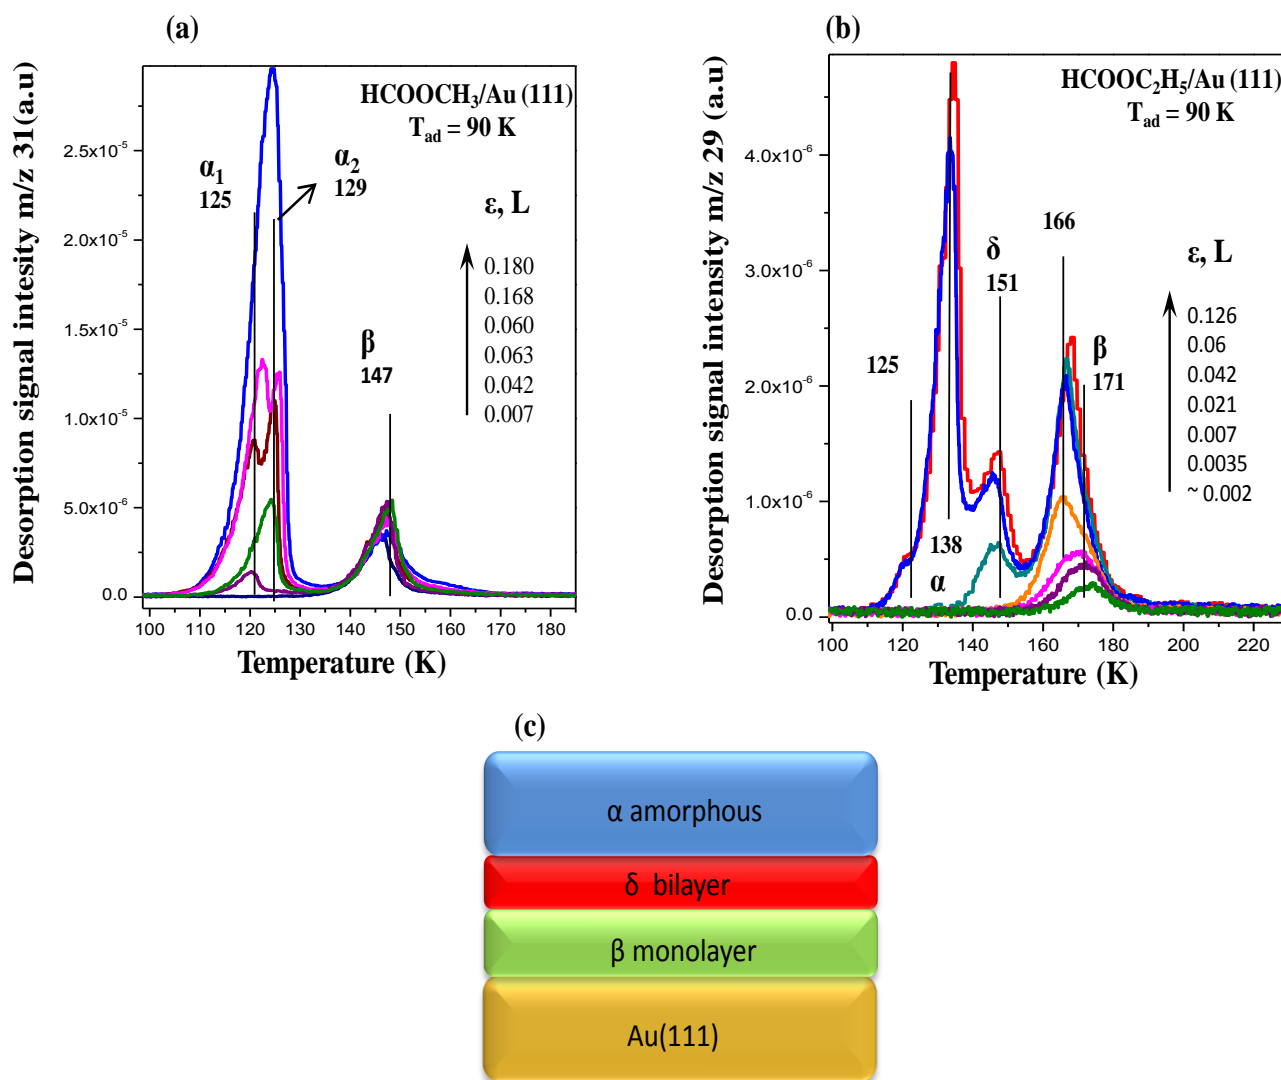 (a)
HCOOCH₃/Au (111)
Tad = 90 K
α₁
125
α₂
129
ε, L
0.180
0.168
0.060
0.063
0.042
0.007
β
147
2.5x10⁻⁵
2.0x10⁻⁵
1.5x10⁻⁵
1.0x10⁻⁵
5.0x10⁻⁶
0.0
Desorption signal intesity m/z 31(a.u)
100 110 120 130 140 150 160 170 180
Temperature (K)
(b)
HCOOC₂H₅/Au (111)
Tad = 90 K
166
δ
151
ε, L
0.126
0.06
0.042
0.021
0.007
0.0035
~ 0.002
125
β
171
138
α
4.0x10⁻⁶
3.0x10⁻⁶
2.0x10⁻⁶
1.0x10⁻⁶
0.0
Desorption signal intensity m/z 29 (a.u)
100 120 140 160 180 200 220
Temperature (K)
(c)
α amorphous
δ bilayer
β monolayer
Au(111)